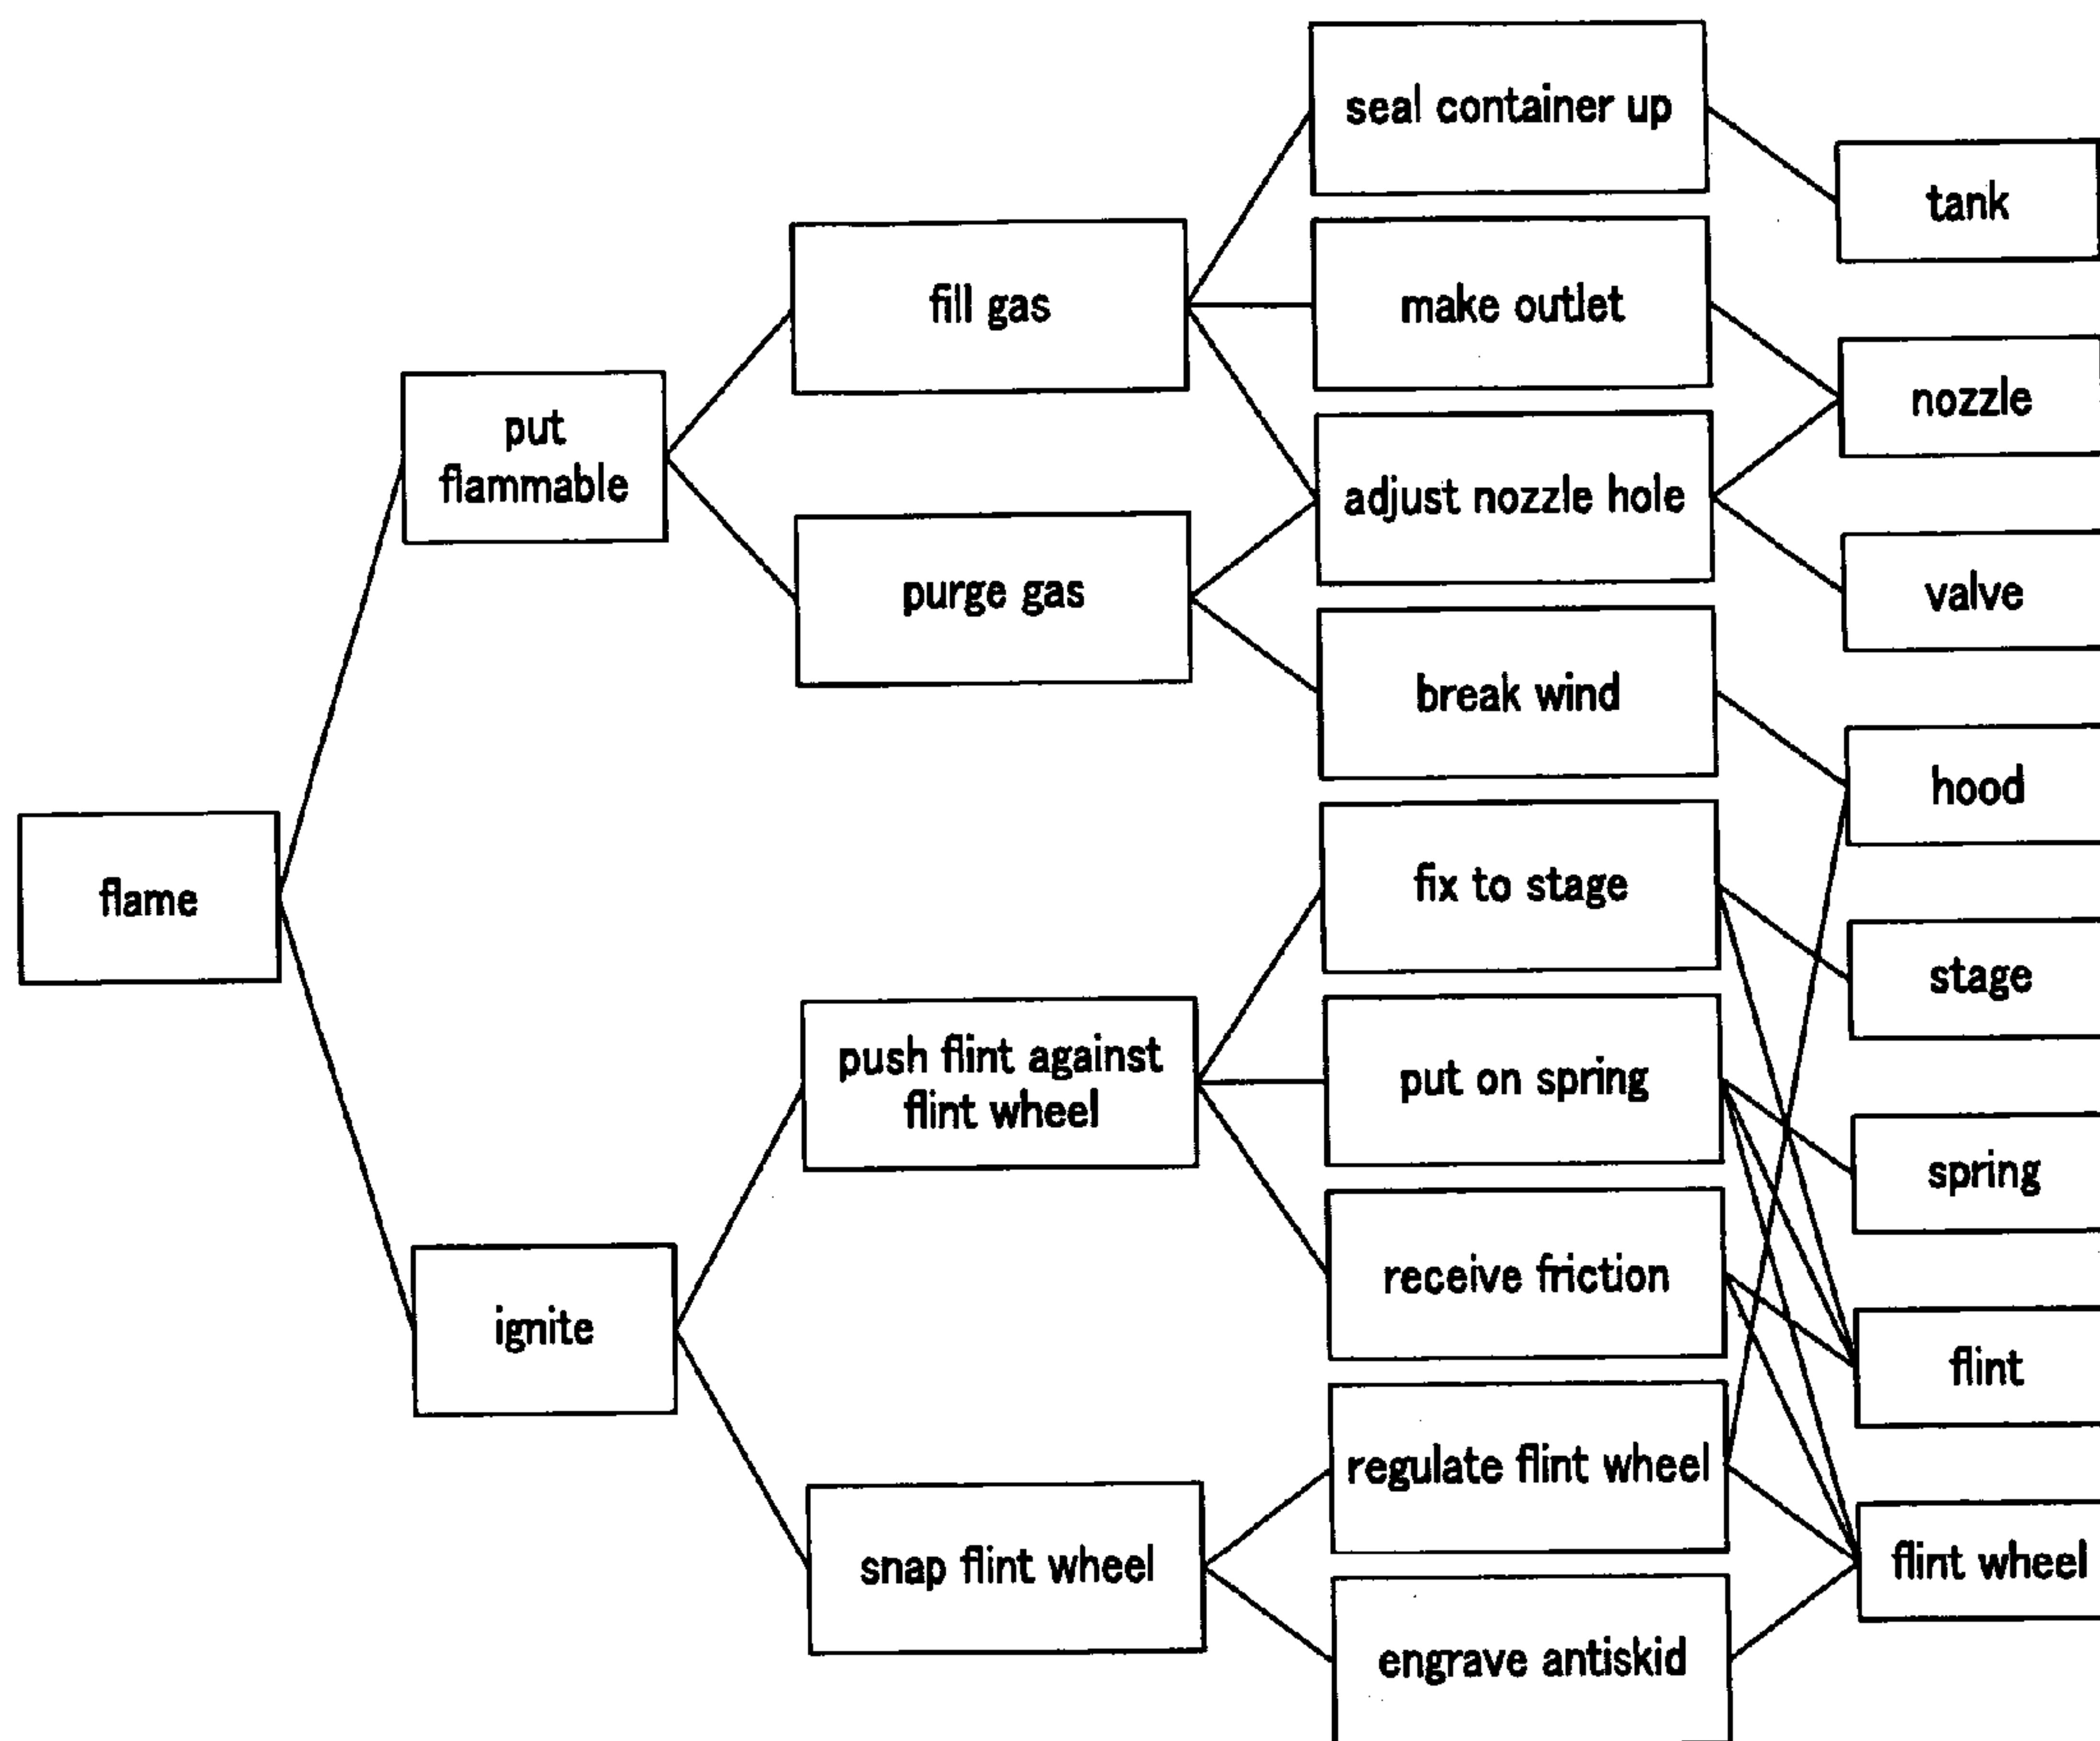 flame
put
flammable
ignite
fill gas
purge gas
push flint against
flint wheel
snap flint wheel
seal container up
make outlet
adjust nozzle hole
break wind
fix to stage
put on spring
receive friction
regulate flint wheel
engrave antiskid
tank
nozzle
valve
hood
stage
spring
flint
flint wheel